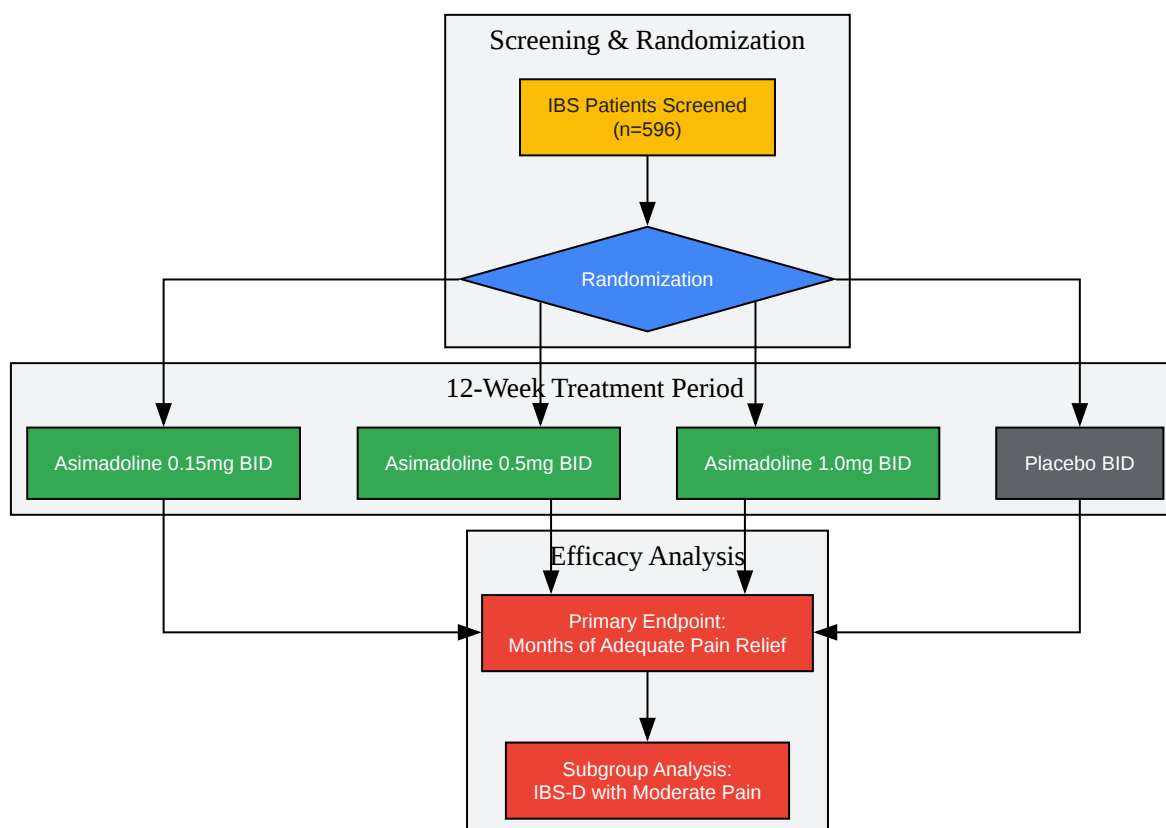 Screening & Randomization
IBS Patients Screened
(n=596)
Randomization
12-Week Treatment Period
Asimadoline 0.15mg BID
Asimadoline 0.5mg BID
Asimadoline 1.0mg BID
Placebo BID
Efficacy Analysis
Primary Endpoint:
Months of Adequate Pain Relief
Subgroup Analysis:
IBS-D with Moderate Pain